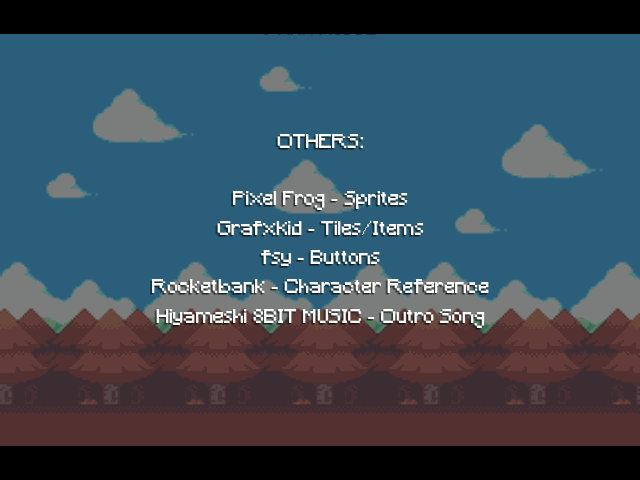 OTHERS:
Pixel Frog - Sprites
GrafxKid - Tiles/Items
fsy - Buttons
Rocketbank - Character Reference
Hiyameshi 8BIT MUSIC - Outro Song